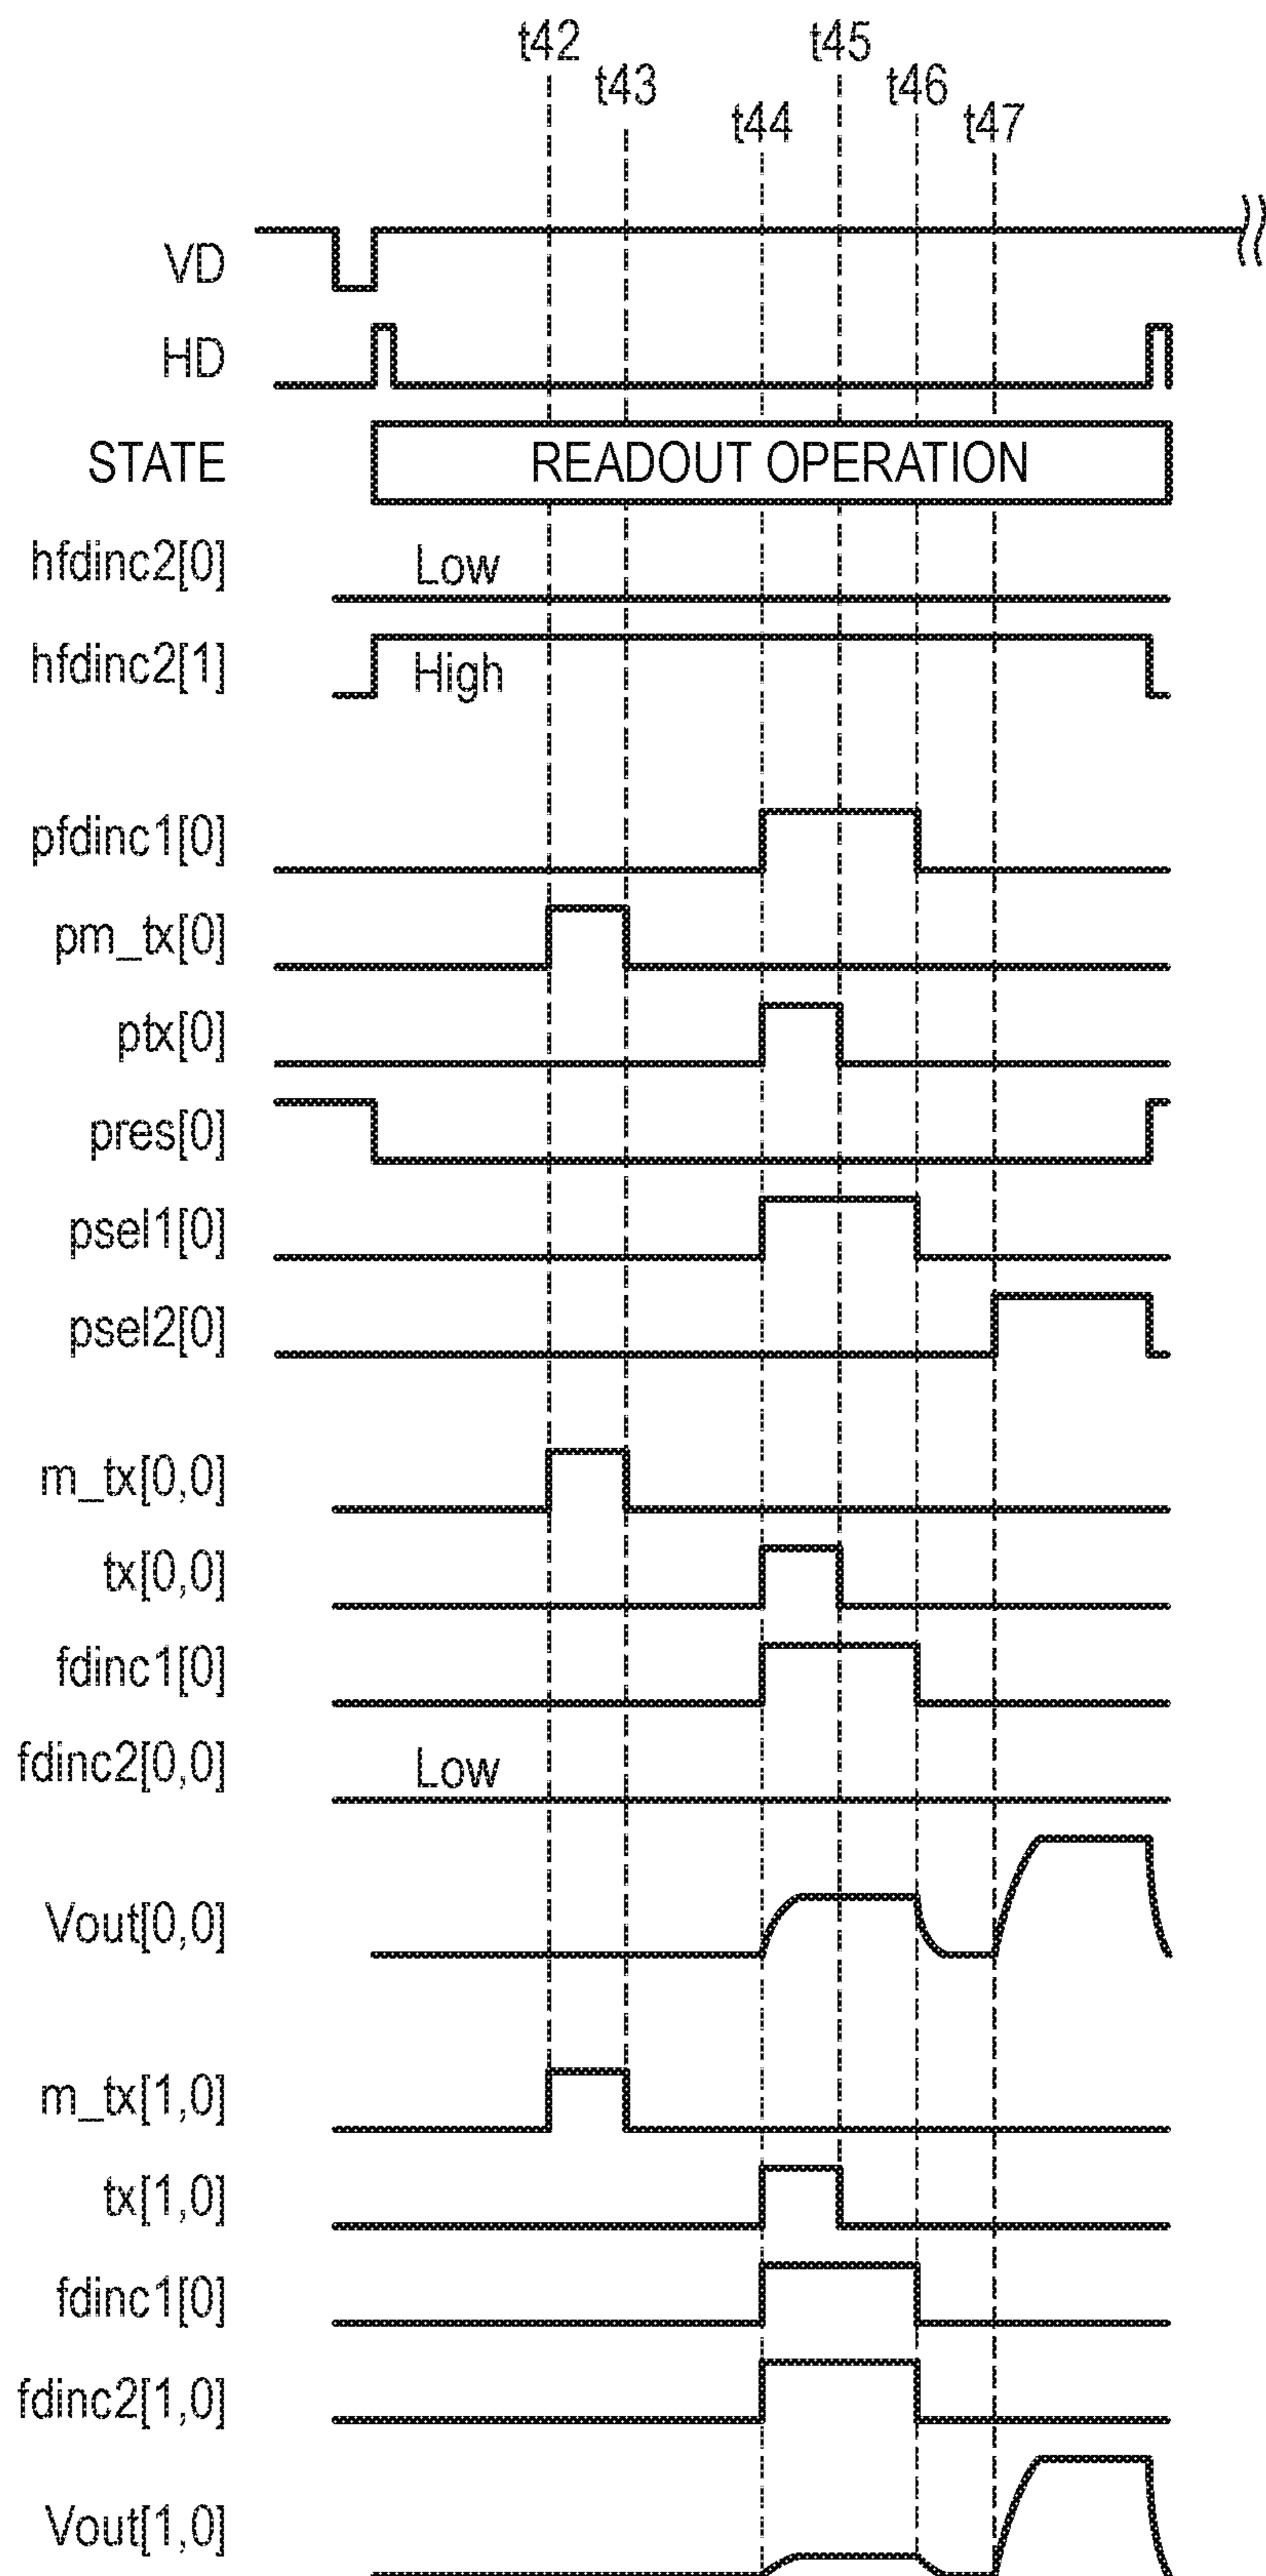 t42
t45
t43
t46
t44
t47
VD
HD
STATE
READOUT OPERATION
hfdinc2[0]
Low
hfdinc2[1]
High
pfdinc1[0]
pm_tx[0]
ptx[0]
pres[0]
psel1[0]
psel2[0]
m_tx[0,0]
tx[0,0]
fdinc1[0]
fdinc2[0,0]
Low
Vout[0,0]
m_tx[1,0]
tx[1,0]
fdinc1[0]
fdinc2[1,0]
Vout[1,0]